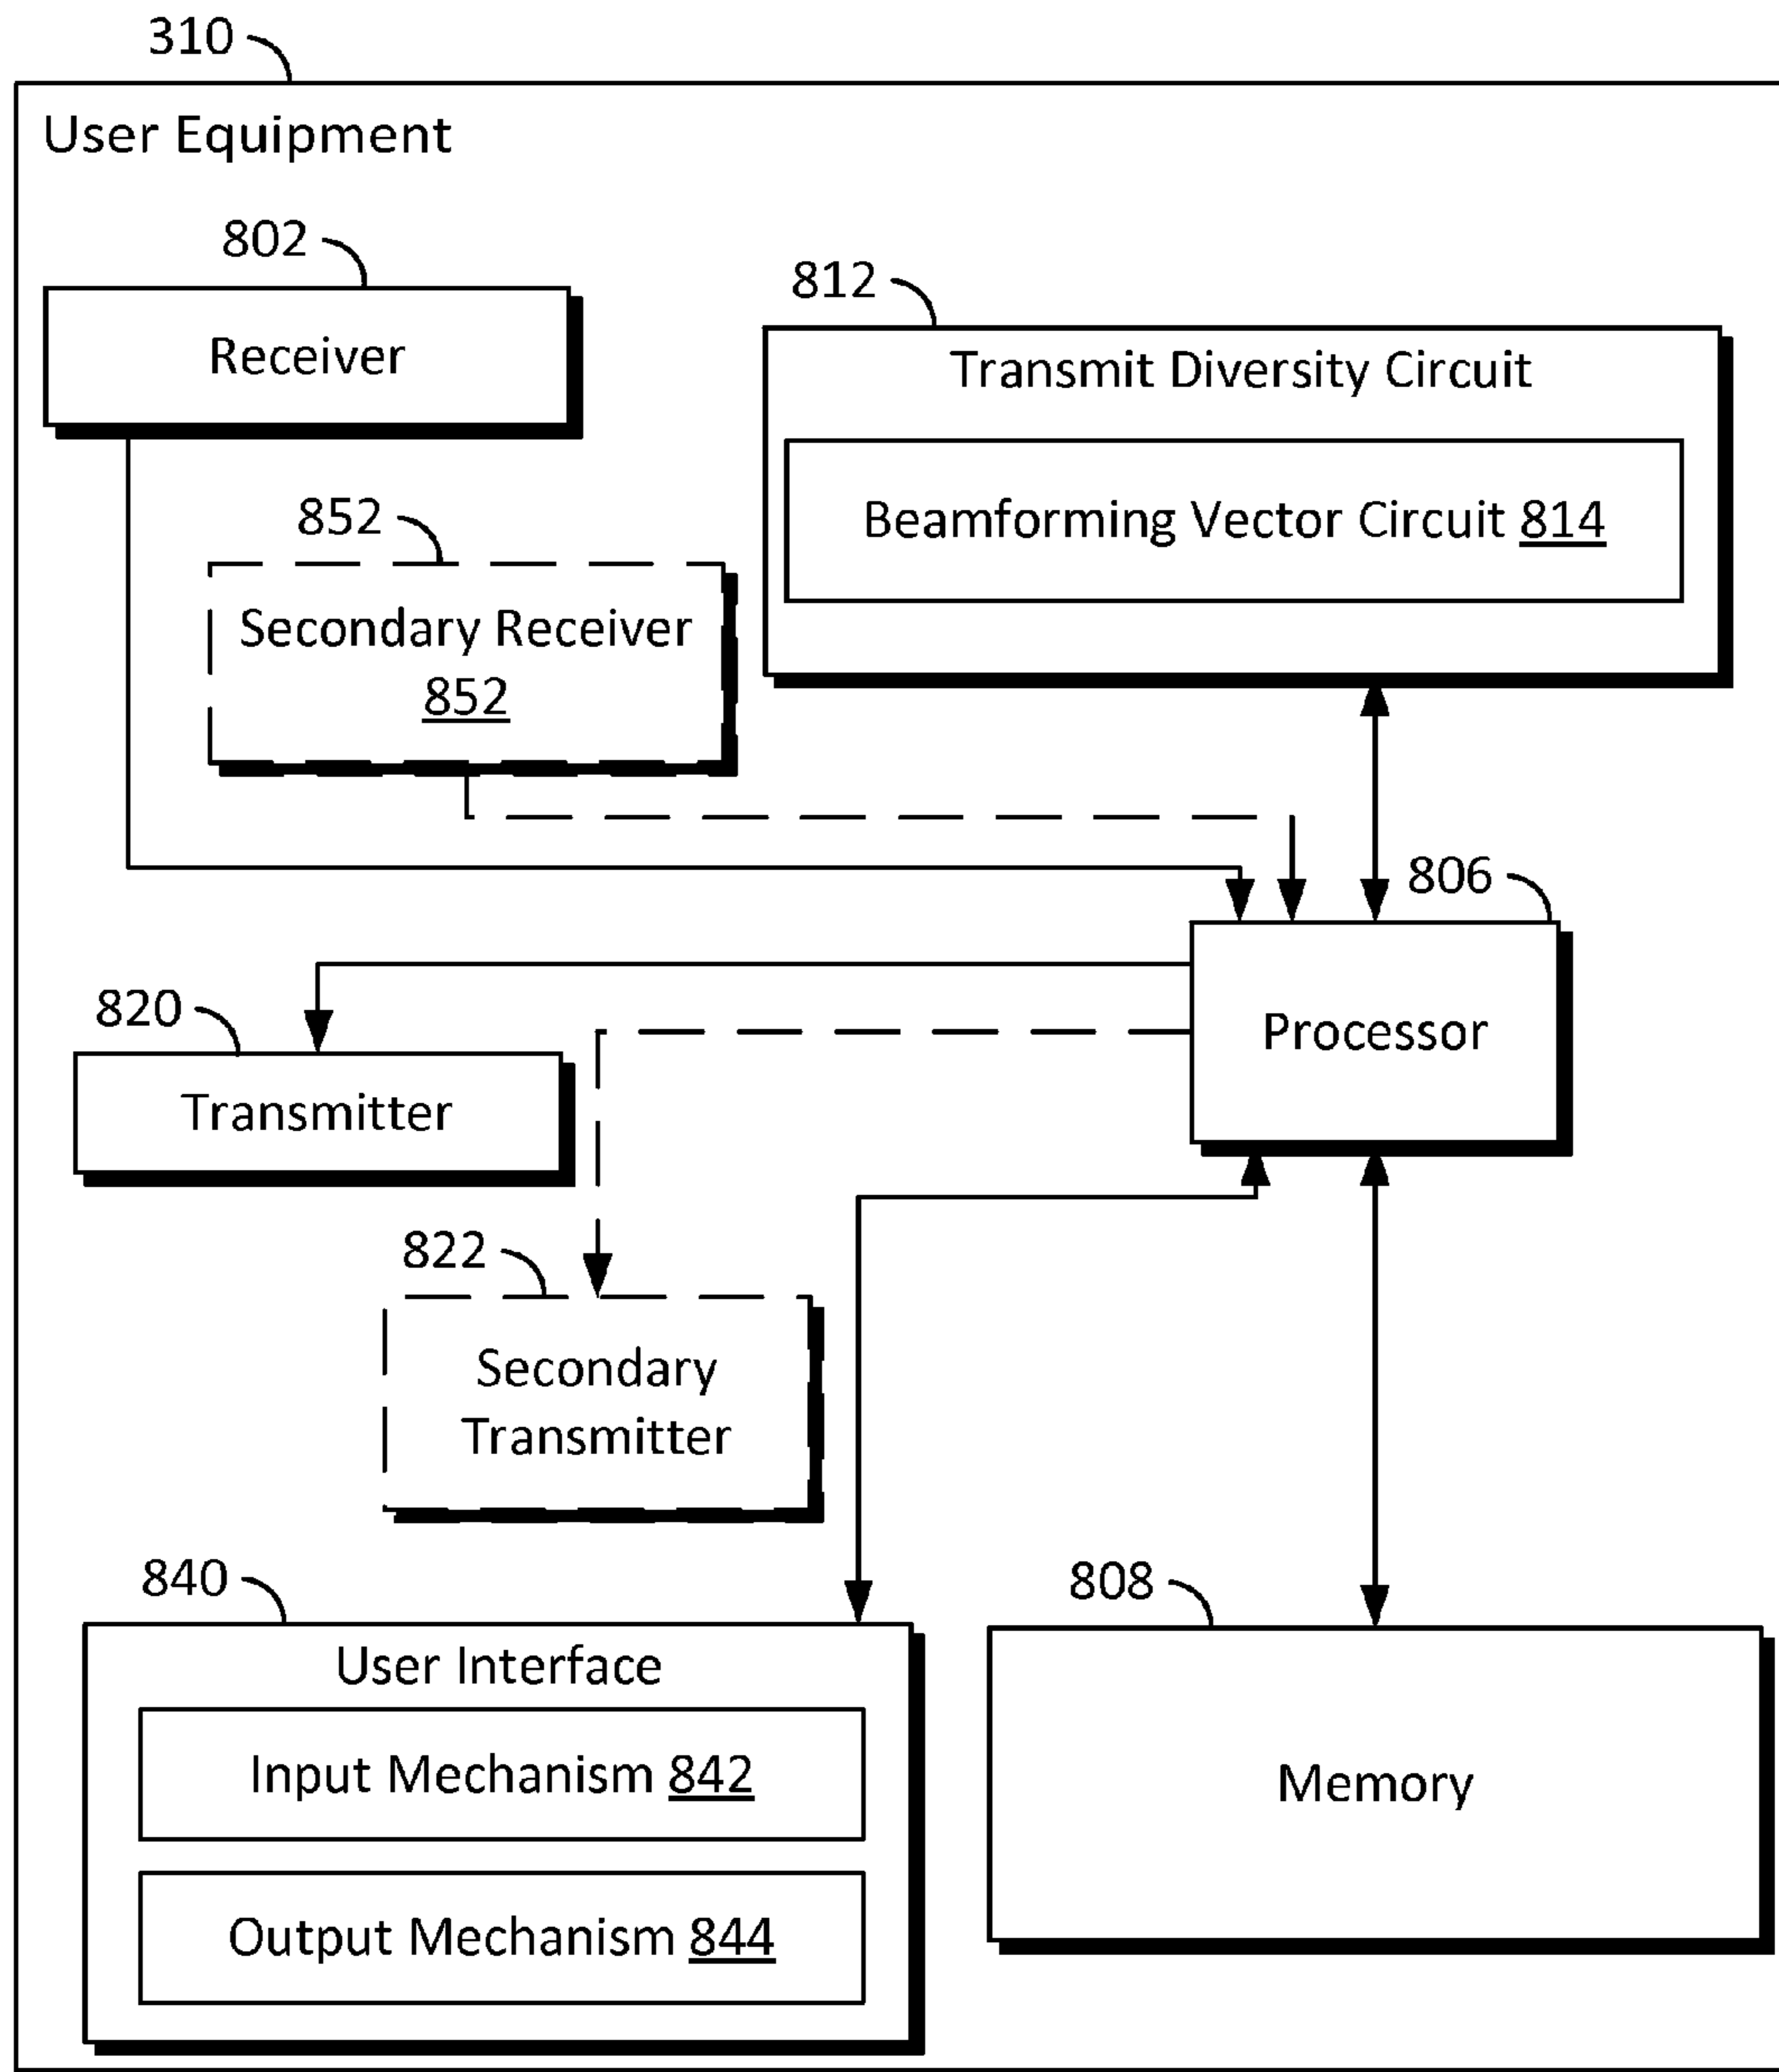 310
User Equipment
802
Receiver
812
Transmit Diversity Circuit
Beamforming Vector Circuit 814
852
Secondary Receiver
852
806
Processor
820
Transmitter
822
Secondary
Transmitter
840
User Interface
Input Mechanism 842
Output Mechanism 844
808
Memory